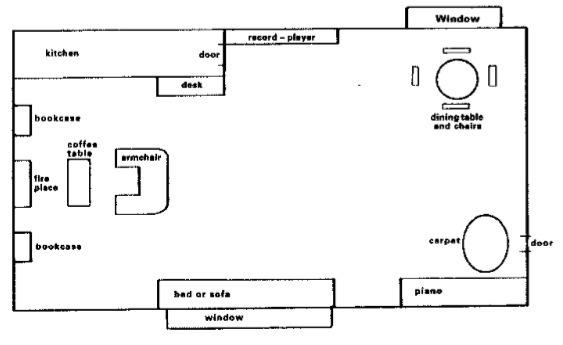 Window
record - player
kitchen
door
desk
dining table
and chairs
bookcase
coffee
table
armchair
fire
place
bookcase
carpet
door
bed or sofa
piano
window